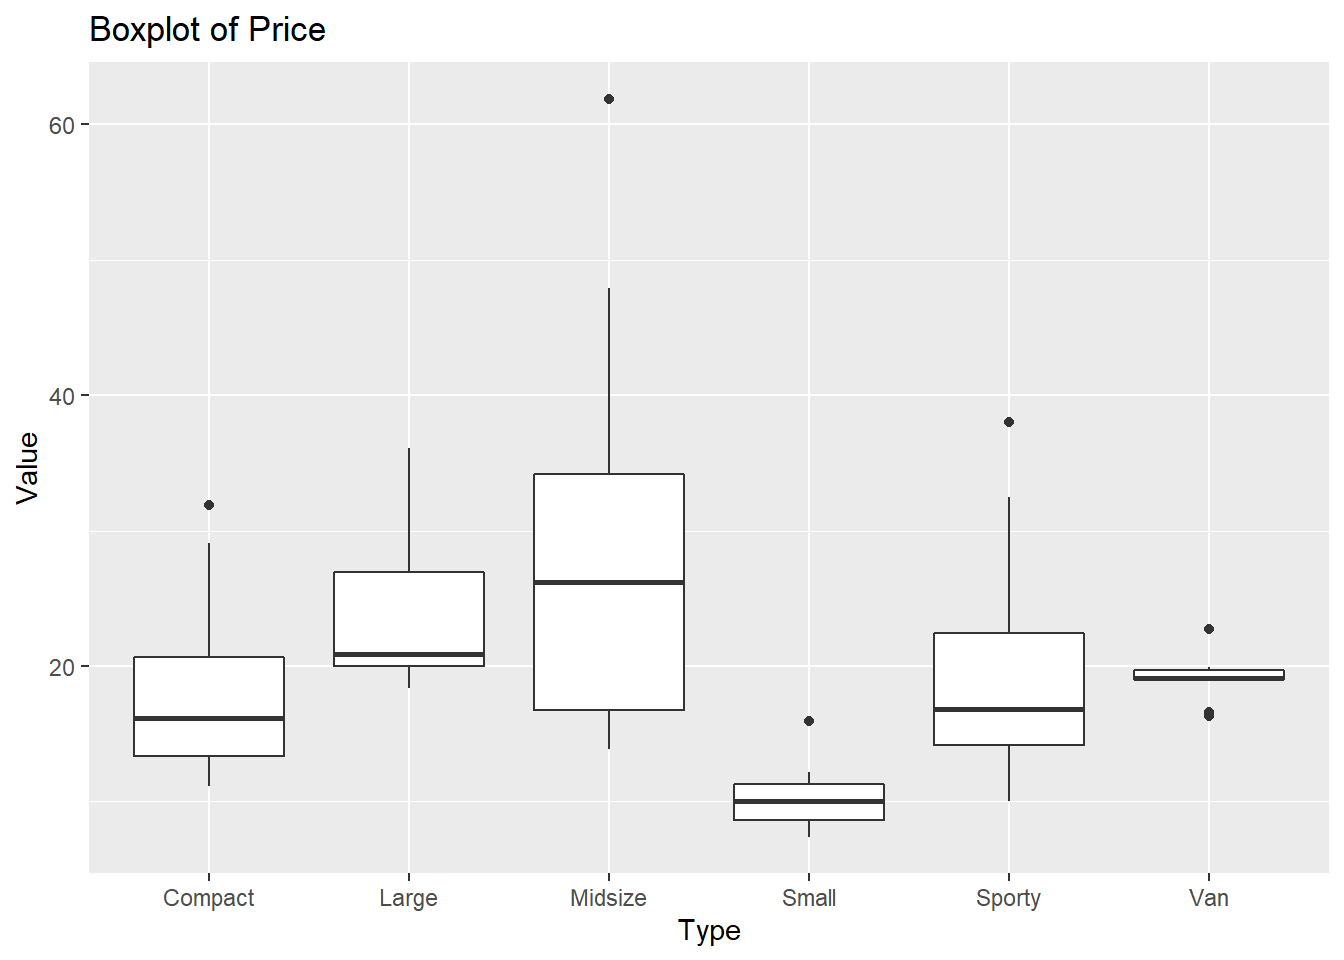 Boxplot of Price
60
40
20
Value
Compact Large Midsize Small Sporty Van
Type